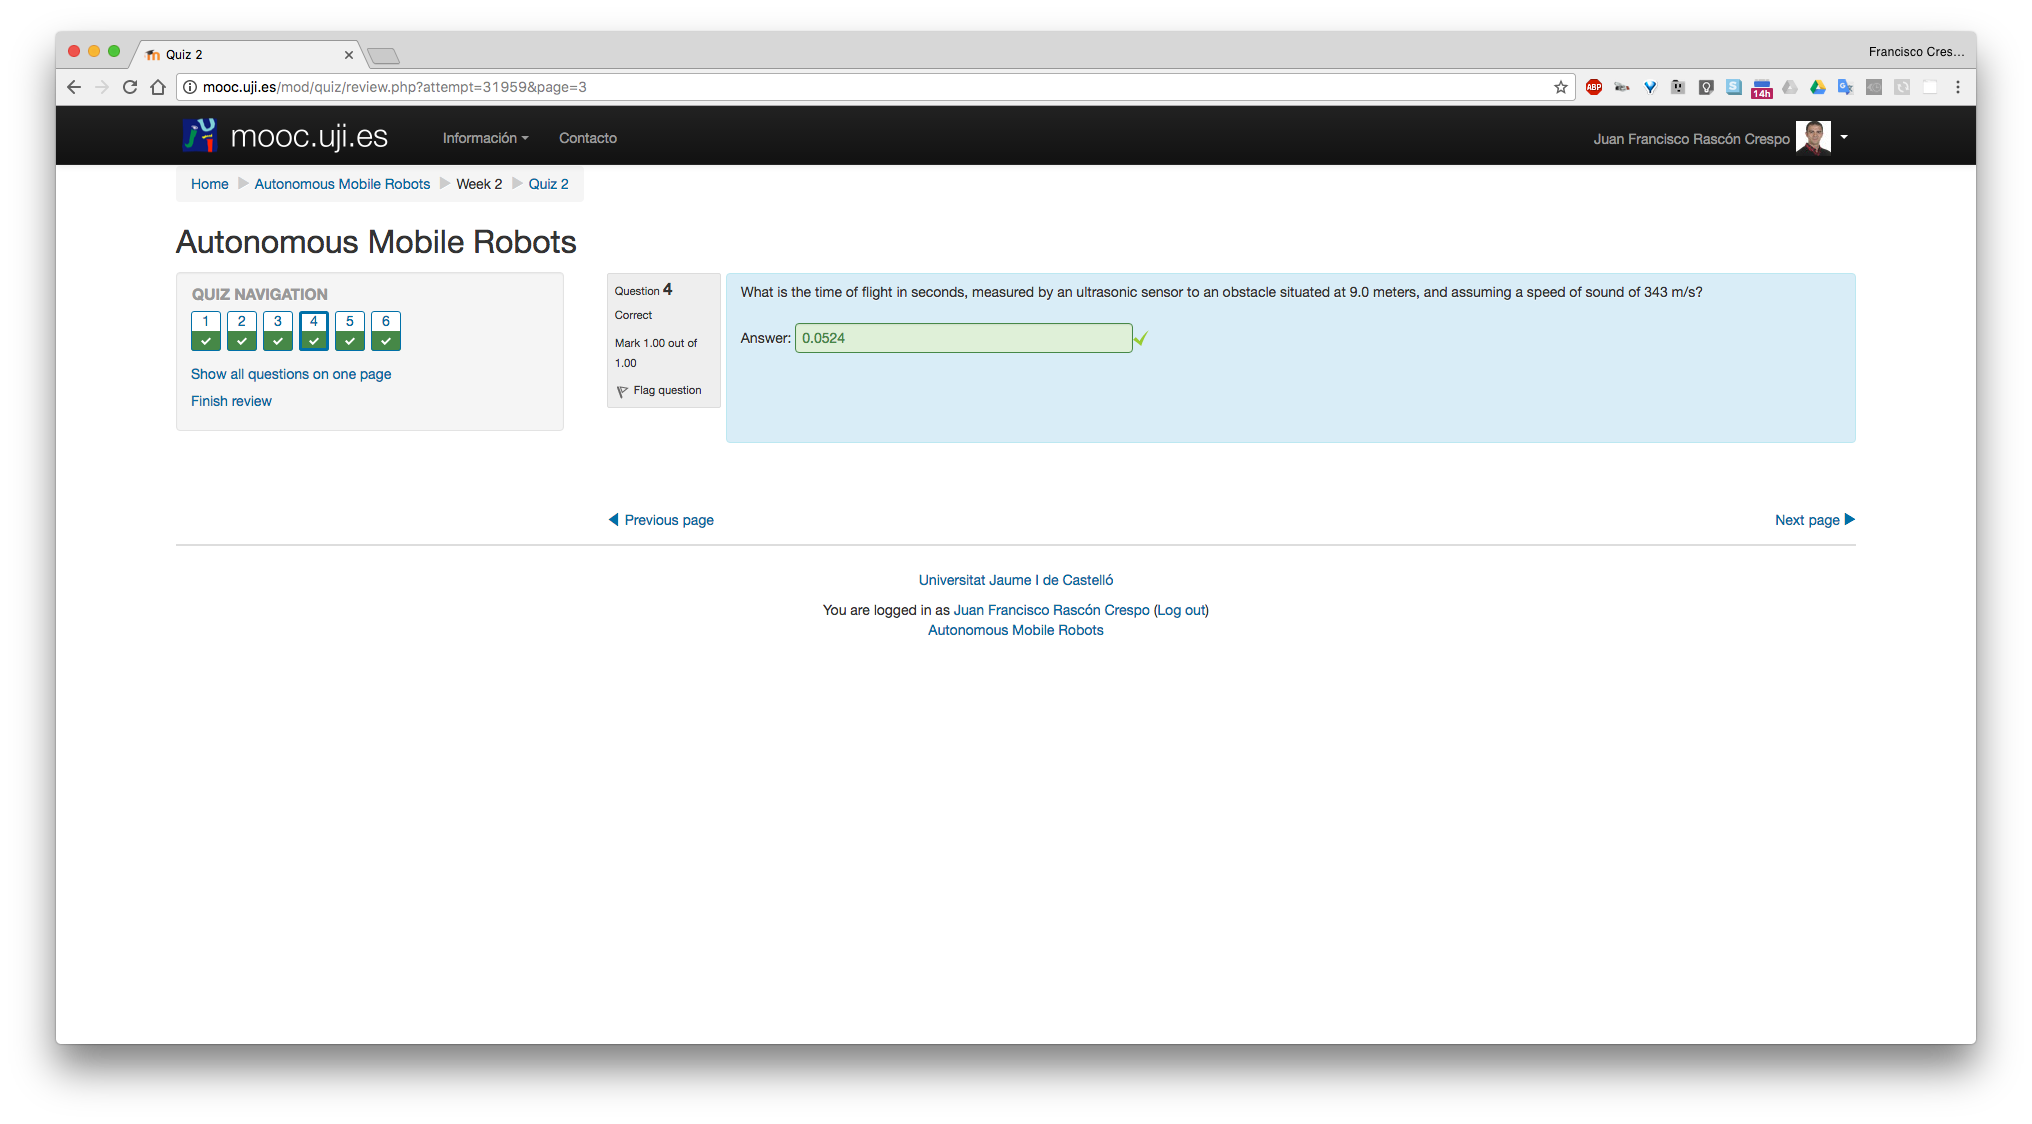 Quiz 2
Francisco Cres...
mooc.uji.es/mod/quiz/review.php?attempt=31959&page=3
ABP
14h
mooc.uji.es
Información
Contacto
Juan Francisco Rascón Crespo
Home Autonomous Mobile Robots Week 2 Quiz 2
Autonomous Mobile Robots
QUIZ NAVIGATION
1 2 3 4 5 6
Show all questions on one page
Finish review
Question 4
Correct
Mark 1.00 out of
1.00
Flag question
What is the time of flight in seconds, measured by an ultrasonic sensor to an obstacle situated at 9.0 meters, and assuming a speed of sound of 343 m/s?
Answer: 0.0524
Previous page
Next page
Universitat Jaume I de Castelló
You are logged in as Juan Francisco Rascón Crespo (Log out)
Autonomous Mobile Robots